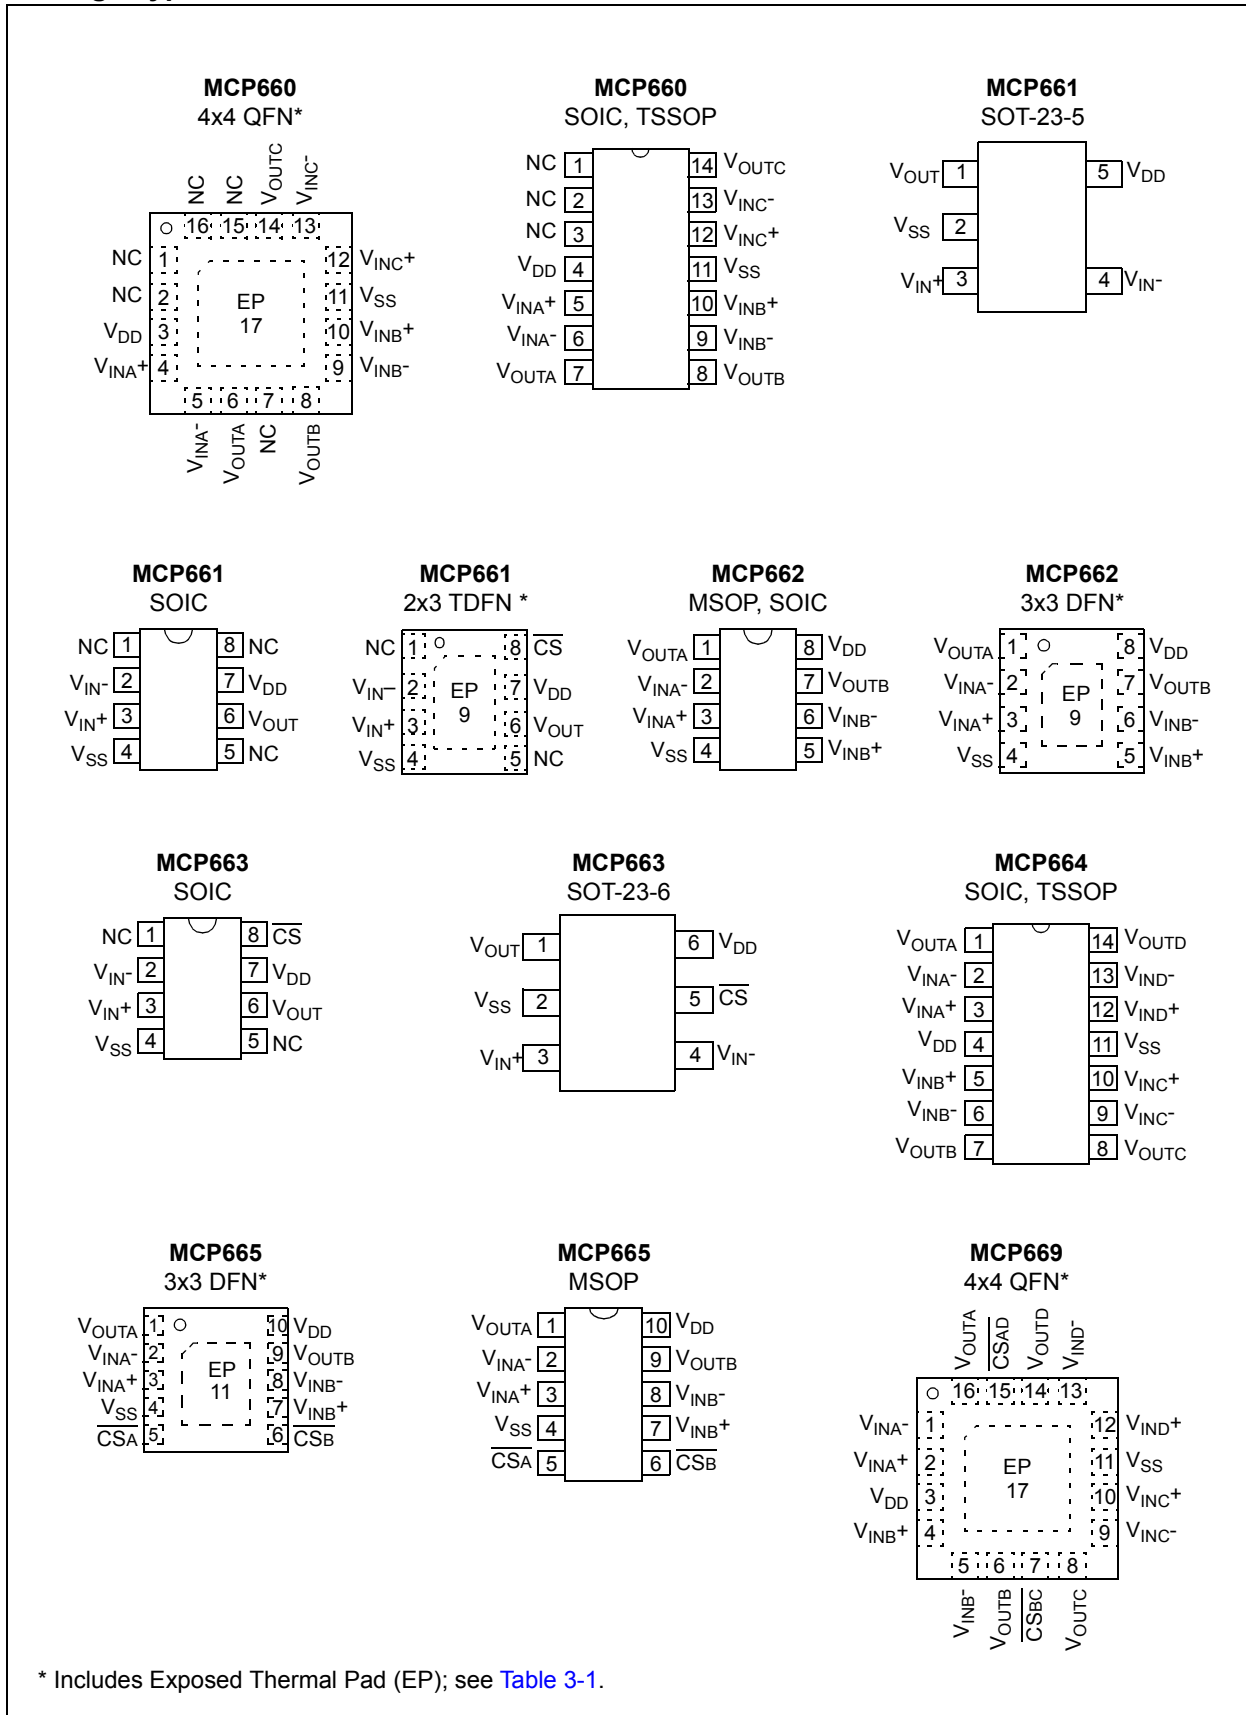 MCP660
4x4 QFN*
NC
NC
VOUTC
VINC-
16 15 14 13
NC 1
12 VINC+
NC 2
11 VSS
VDD 3
10 VINB+
VINA+ 4
9 VINB-
EP
17
5 6 7 8
VINA-
VOUTA
NC
VOUTB
MCP660
SOIC, TSSOP
NC 1
14 VOUTC
NC 2
13 VINC-
NC 3
12 VINC+
VDD 4
11 VSS
VINA+ 5
10 VINB+
VINA- 6
9 VINB-
VOUTA 7
8 VOUTB
MCP661
SOT-23-5
VOUT 1
5 VDD
VSS 2
VIN+ 3
4 VIN-
MCP661
SOIC
NC 1
8 NC
VIN- 2
7 VDD
VIN+ 3
6 VOUT
VSS 4
5 NC
MCP661
2x3 TDFN *
NC 1
8 CS
VIN– 2
7 VDD
VIN+ 3
6 VOUT
VSS 4
5 NC
EP
9
MCP662
MSOP, SOIC
VOUTA 1
8 VDD
VINA- 2
7 VOUTB
VINA+ 3
6 VINB-
VSS 4
5 VINB+
MCP662
3x3 DFN*
VOUTA 1
8 VDD
VINA- 2
7 VOUTB
VINA+ 3
6 VINB-
VSS 4
5 VINB+
EP
9
MCP663
SOIC
NC 1
8 CS
VIN- 2
7 VDD
VIN+ 3
6 VOUT
VSS 4
5 NC
MCP663
SOT-23-6
VOUT 1
6 VDD
VSS 2
5 CS
VIN+ 3
4 VIN-
MCP664
SOIC, TSSOP
VOUTA 1
14 VOUTD
VINA- 2
13 VIND-
VINA+ 3
12 VIND+
VDD 4
11 VSS
VINB+ 5
10 VINC+
VINB- 6
9 VINC-
VOUTB 7
8 VOUTC
MCP665
3x3 DFN*
VOUTA 1
10 VDD
VINA- 2
9 VOUTB
VINA+ 3
8 VINB-
VSS 4
7 VINB+
CSA 5
6 CSB
EP
11
MCP665
MSOP
VOUTA 1
10 VDD
VINA- 2
9 VOUTB
VINA+ 3
8 VINB-
VSS 4
7 VINB+
CSA 5
6 CSB
MCP669
4x4 QFN*
VOUTA
CSAD
VOUTD
VIND-
16 15 14 13
VINA- 1
12 VIND+
VINA+ 2
11 VSS
VDD 3
10 VINC+
VINB+ 4
9 VINC-
EP
17
5 6 7 8
VINB-
VOUTB
CSBC
VOUTC
* Includes Exposed Thermal Pad (EP); see Table 3-1.